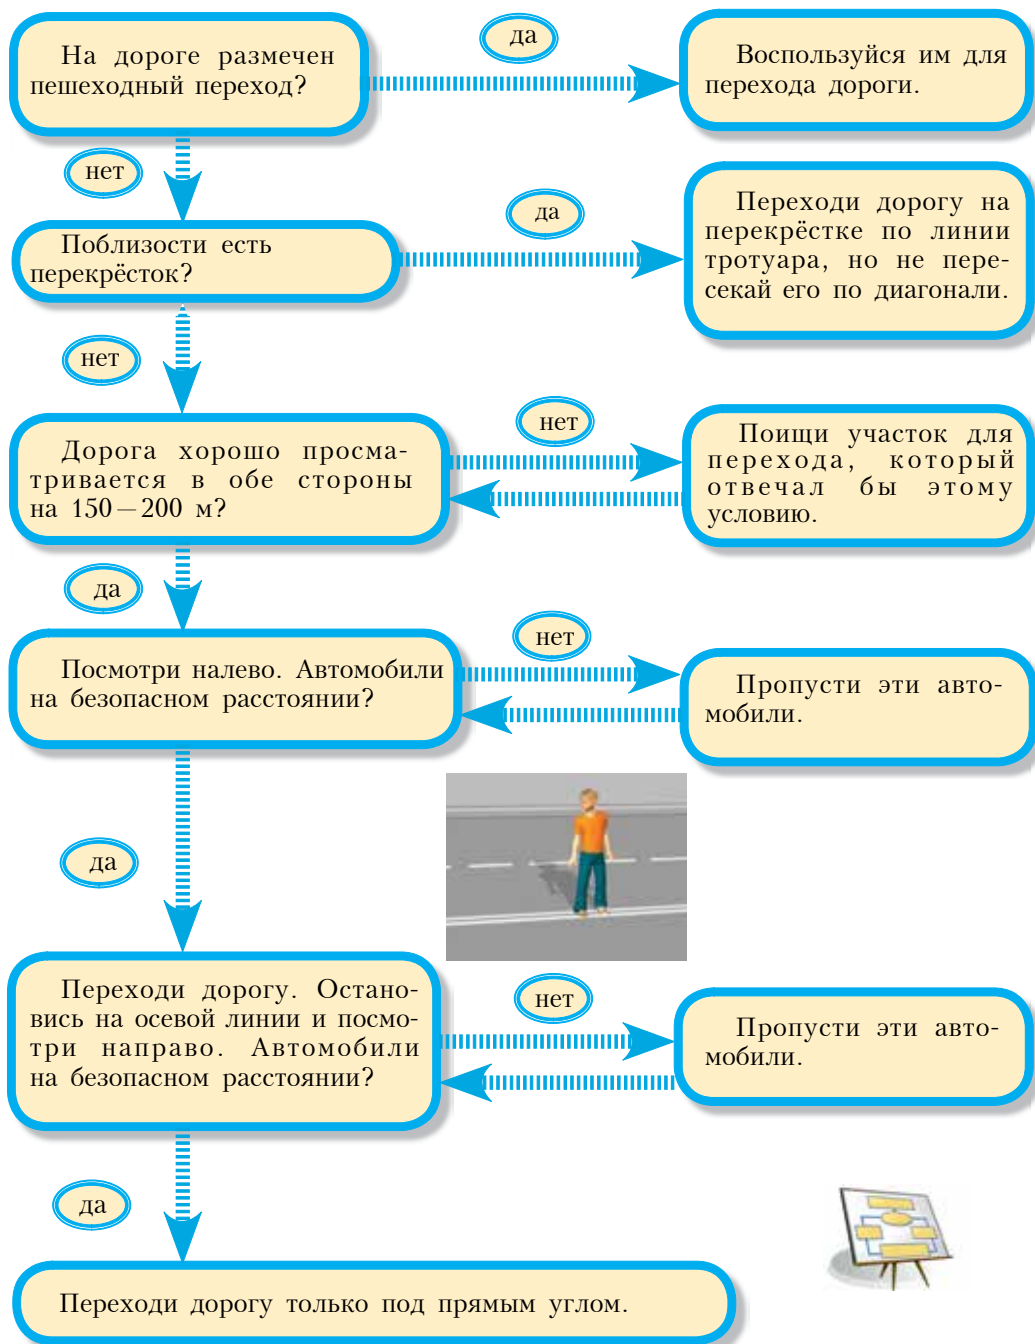 На дороге размечен
пешеходный переход?
да
Воспользуйся им для
перехода дороги.
нет
Поблизости есть
перекрёсток?
да
Переходи дорогу на
перекрёстке по линии
тротуара, но не пере-
секай его по диагонали.
нет
Дорога хорошо просма-
тривается в обе стороны
на 150—200 м?
нет
Поищи участок для
перехода, который
отвечал бы этому
условию.
да
Посмотри налево. Автомобили
на безопасном расстоянии?
нет
Пропусти эти авто-
мобили.
да
Переходи дорогу. Остано-
вись на осевой линии и посмо-
три направо. Автомобили
на безопасном расстоянии?
нет
Пропусти эти авто-
мобили.
да
Переходи дорогу только под прямым углом.